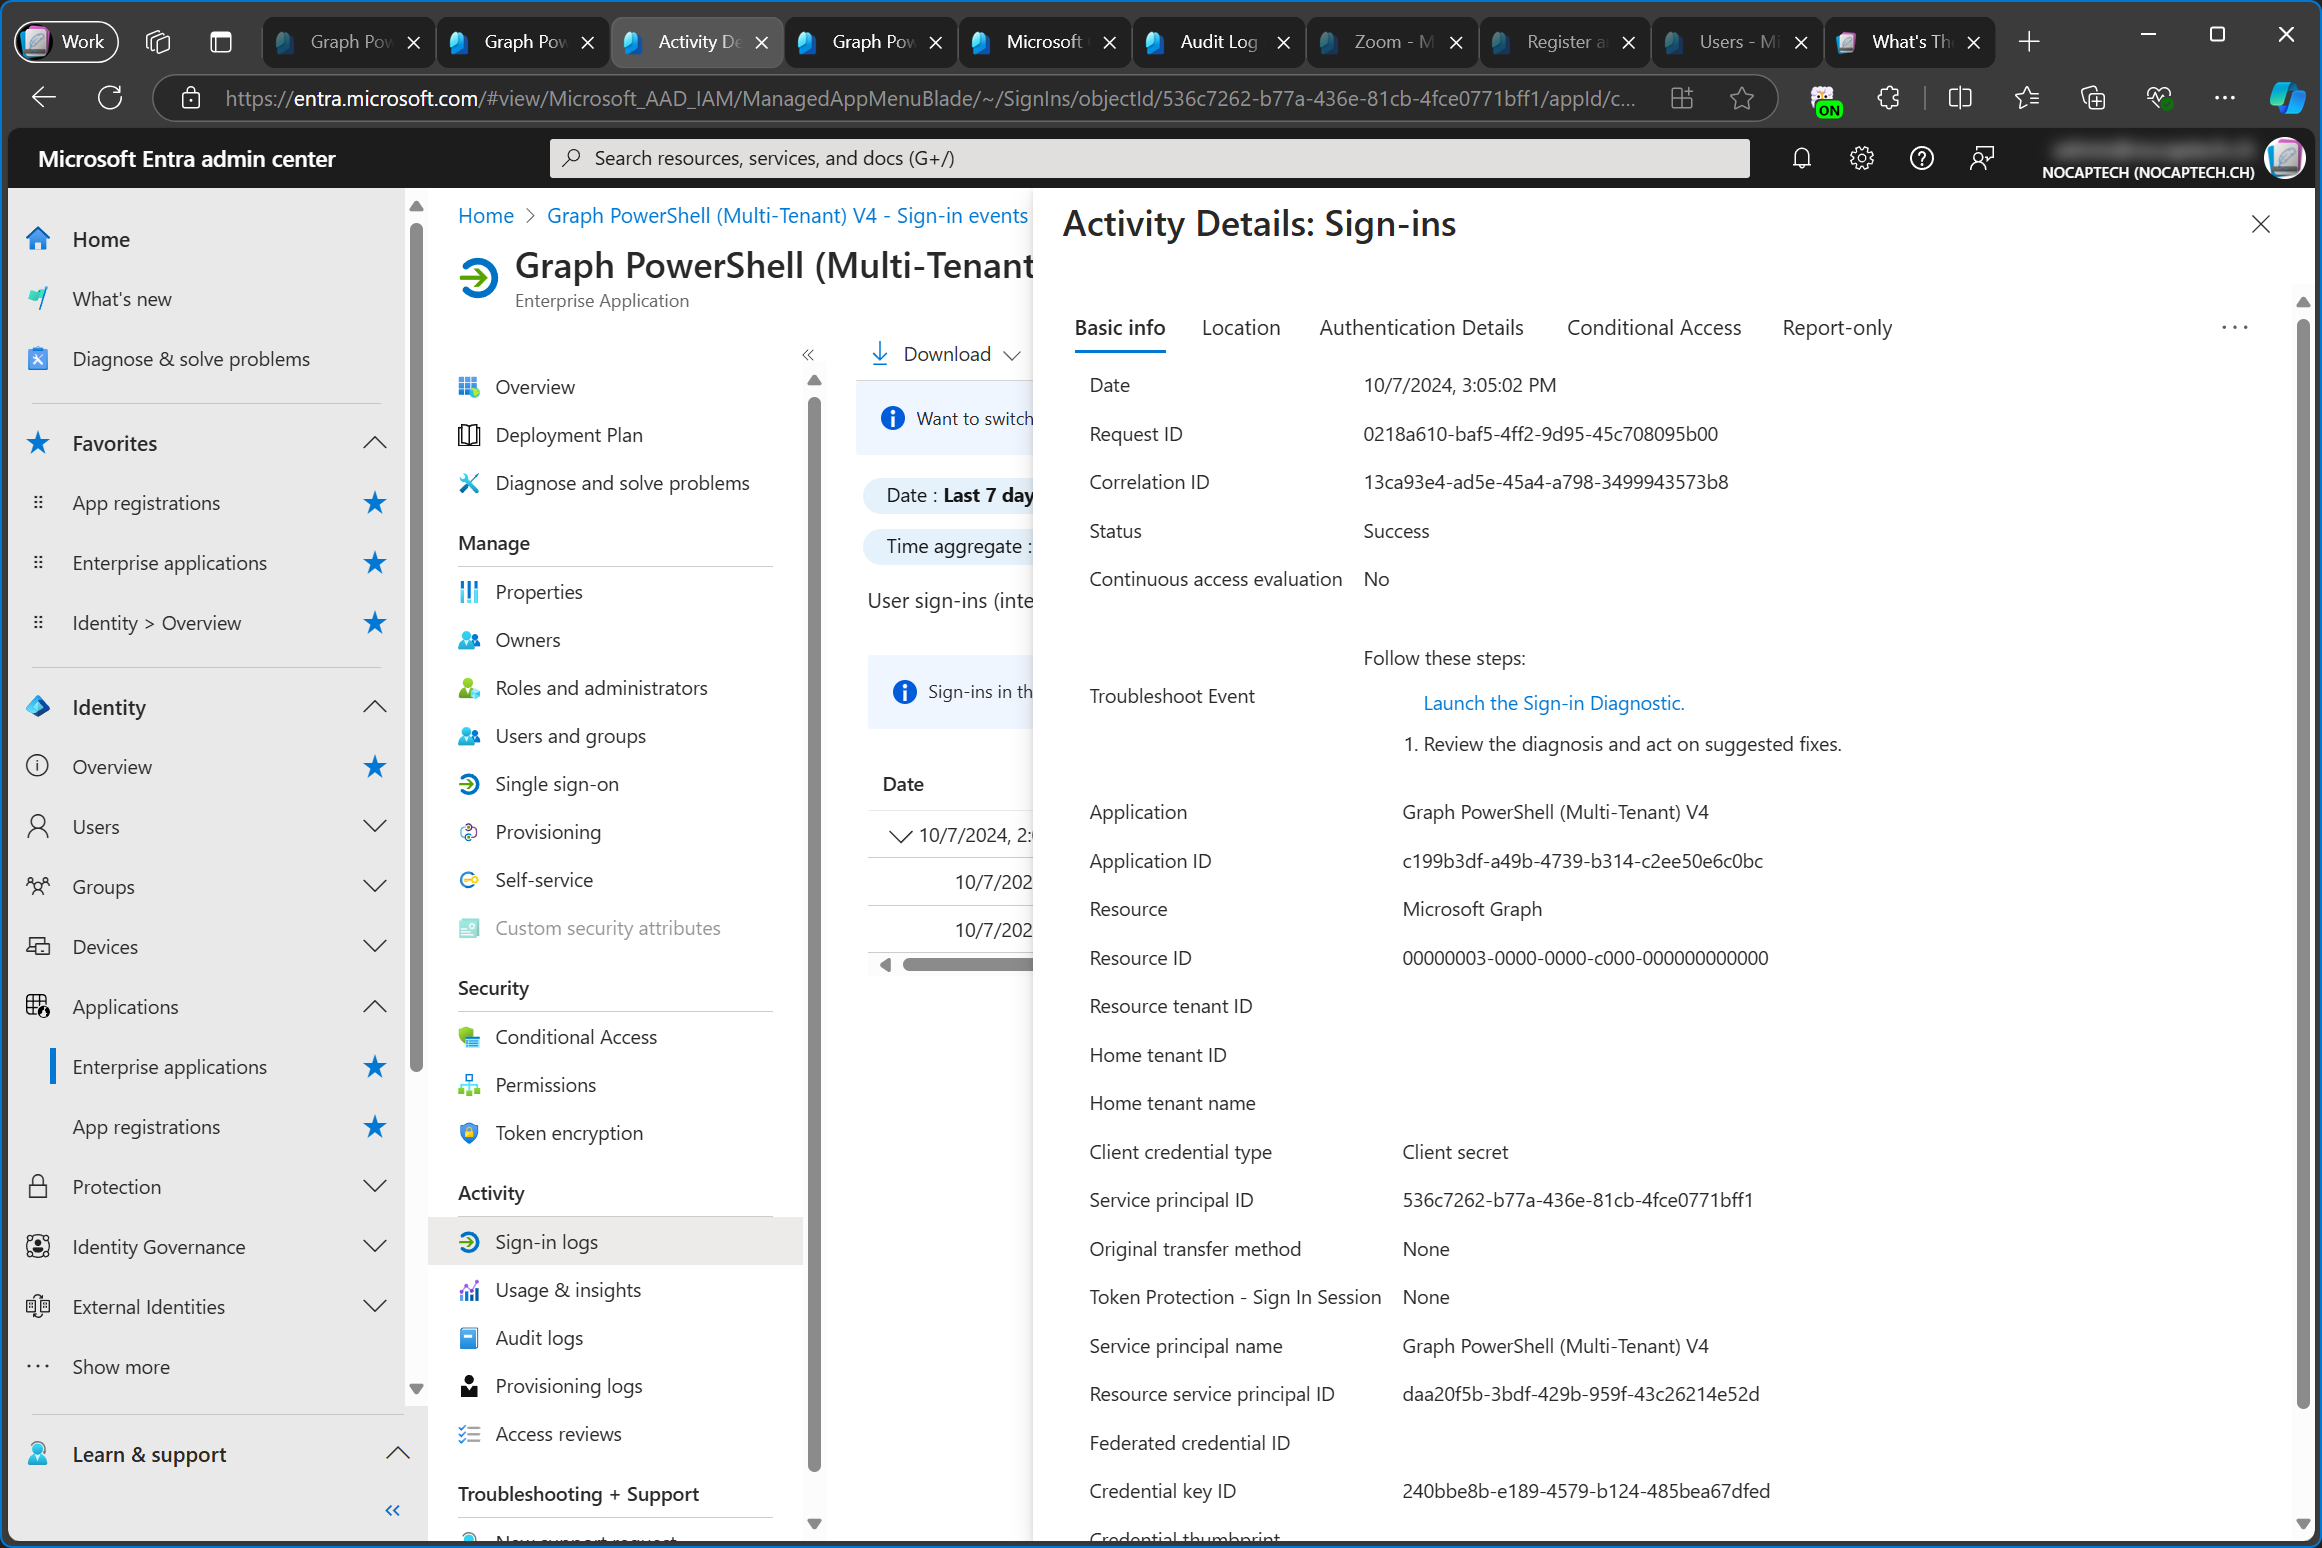 Work
Graph Pow
Graph Pow
Activity De
Graph Pow
Microsoft
Audit Log
Zoom - M
Register a
Users - Mi
What's Th
https://entra.microsoft.com/#view/Microsoft_AAD_IAM/ManagedAppMenuBlade/~/SignIns/objectId/536c7262-b77a-436e-81cb-4fce0771bff1/appId/c...
ON
Microsoft Entra admin center
Search resources, services, and docs (G+/)
NOCAPTECH (NOCAPTECH.CH)
Home
What's new
Diagnose & solve problems
Favorites
App registrations
Enterprise applications
Identity > Overview
Identity
Overview
Users
Groups
Devices
Applications
Enterprise applications
App registrations
Protection
Identity Governance
External Identities
Show more
Learn & support
Home > Graph PowerShell (Multi-Tenant) V4 - Sign-in events
Graph PowerShell (Multi-Tenant
Enterprise Application
Overview
Deployment Plan
Diagnose and solve problems
Manage
Properties
Owners
Roles and administrators
Users and groups
Single sign-on
Provisioning
Self-service
Custom security attributes
Security
Conditional Access
Permissions
Token encryption
Activity
Sign-in logs
Usage & insights
Audit logs
Provisioning logs
Access reviews
Troubleshooting + Support
New support request
Download
Want to switch
Date : Last 7 day
Time aggregate :
User sign-ins (inte
Sign-ins in th
Date
10/7/2024, 2:
10/7/202
10/7/202
Activity Details: Sign-ins
Basic info Location Authentication Details Conditional Access Report-only
Date 10/7/2024, 3:05:02 PM
Request ID 0218a610-baf5-4ff2-9d95-45c708095b00
Correlation ID 13ca93e4-ad5e-45a4-a798-3499943573b8
Status Success
Continuous access evaluation No
Follow these steps:
Troubleshoot Event Launch the Sign-in Diagnostic.
1. Review the diagnosis and act on suggested fixes.
Application Graph PowerShell (Multi-Tenant) V4
Application ID c199b3df-a49b-4739-b314-c2ee50e6c0bc
Resource Microsoft Graph
Resource ID 00000003-0000-0000-c000-000000000000
Resource tenant ID
Home tenant ID
Home tenant name
Client credential type Client secret
Service principal ID 536c7262-b77a-436e-81cb-4fce0771bff1
Original transfer method None
Token Protection - Sign In Session None
Service principal name Graph PowerShell (Multi-Tenant) V4
Resource service principal ID daa20f5b-3bdf-429b-959f-43c26214e52d
Federated credential ID
Credential key ID 240bbe8b-e189-4579-b124-485bea67dfed
Credential thumbprint